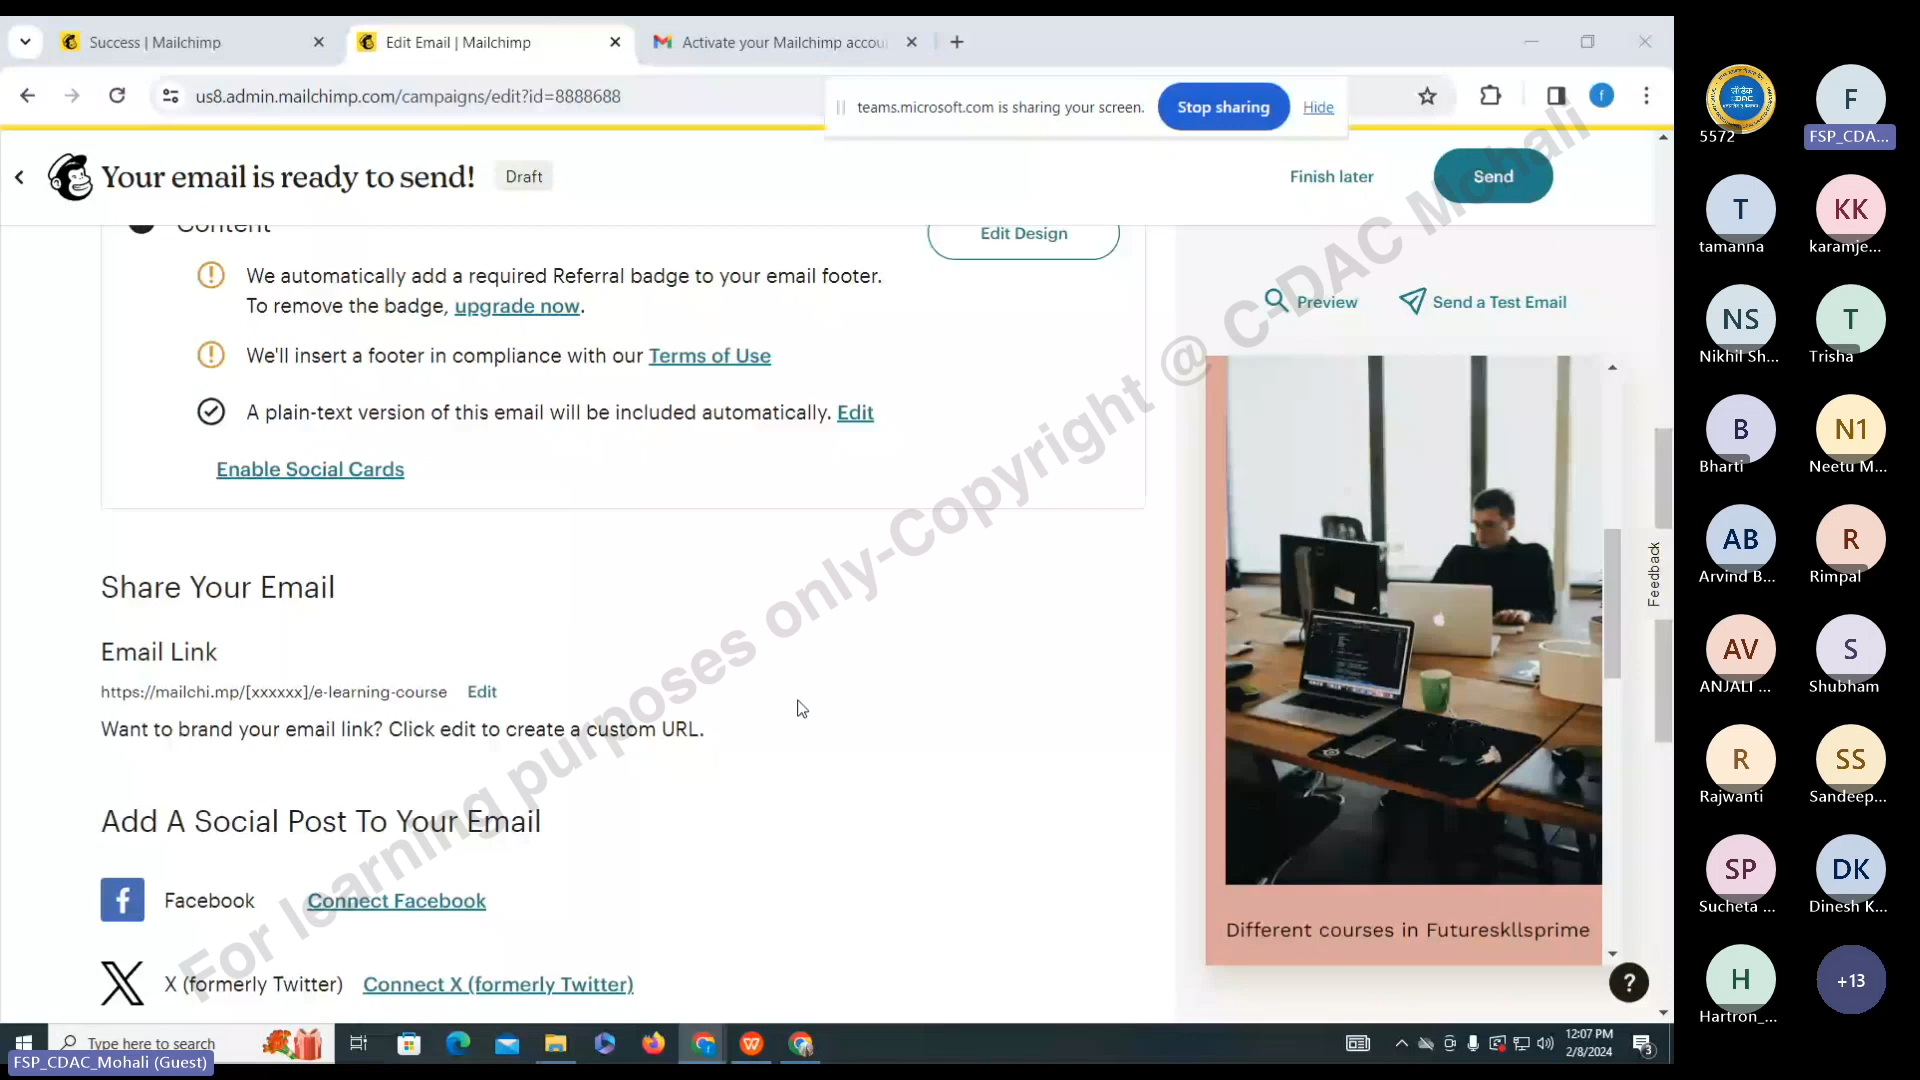 Success | Mailchimp
Edit Email | Mailchimp
Activate your Mailchimp accou
us8.admin.mailchimp.com/campaigns/edit?id=8888688
teams.microsoft.com is sharing your screen.
Stop sharing
Hide
f
Your email is ready to send!
Draft
Finish later
Send
Content
Edit Design
We automatically add a required Referral badge to your email footer.
To remove the badge, upgrade now.
We'll insert a footer in compliance with our Terms of Use
A plain-text version of this email will be included automatically. Edit
Enable Social Cards
Preview
Send a Test Email
Share Your Email
Email Link
https://mailchi.mp/[xxxxxx]/e-learning-course Edit
Want to brand your email link? Click edit to create a custom URL.
Add A Social Post To Your Email
Facebook
Connect Facebook
X (formerly Twitter)
Connect X (formerly Twitter)
Different courses in Futureskllsprime
Feedback
?
For learning purposes only-Copyright @ C-DAC Mohali
Type here to search
FSP_CDAC_Mohali (Guest)
12:07 PM
2/8/2024
3
5572
F
FSP_CDA...
T
tamanna
KK
karamje...
NS
Nikhil Sh...
T
Trisha
B
Bharti
N1
Neetu M...
AB
Arvind B...
R
Rimpal
AV
ANJALI ...
S
Shubham
R
Rajwanti
SS
Sandeep...
SP
Sucheta ...
DK
Dinesh K...
H
Hartron_...
+13